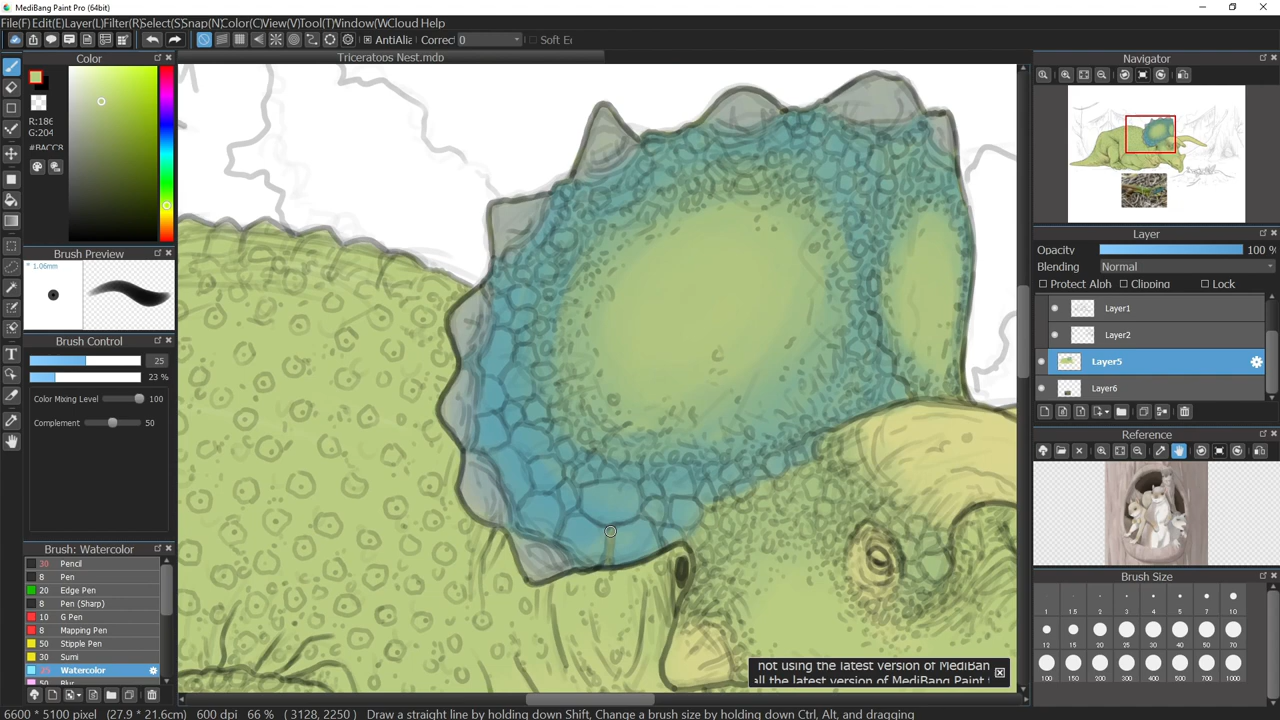 MediBang Paint Pro (64bit)
File(F) Edit(E) Layer(L) Filter(R) Select(S) Snap(N) Color(C) View(V) Tool(T) Window(W) Cloud Help
AntiAlia Correct 0 Soft Ed
Triceratops Nest.mdp
Color
R:186
G:204
#BACC8
Brush Preview
* 1.06mm
Brush Control
25
23 %
Color Mixing Level 100
Complement 50
Brush: Watercolor
30 Pencil
8 Pen
20 Edge Pen
8 Pen (Sharp)
10 G Pen
8 Mapping Pen
50 Stipple Pen
30 Sumi
Watercolor
Blur
Navigator
Layer
Opacity 100 %
Blending Normal
Protect Alph Clipping Lock
Layer1
Layer2
Layer5
Layer6
Reference
Brush Size
1 1.5 2 3 4 5 7 10
12 15 20 25 30 40 50 70
100 150 200 300 400 500 700 1000
not using the latest version of MediBan
all the latest version of MediBang Paint
6600 * 5100 pixel (27.9 * 21.6cm) 600 dpi 66 % ( 3128, 2250 ) Draw a straight line by holding down Shift, Change a brush size by holding down Ctrl, Alt, and dragging